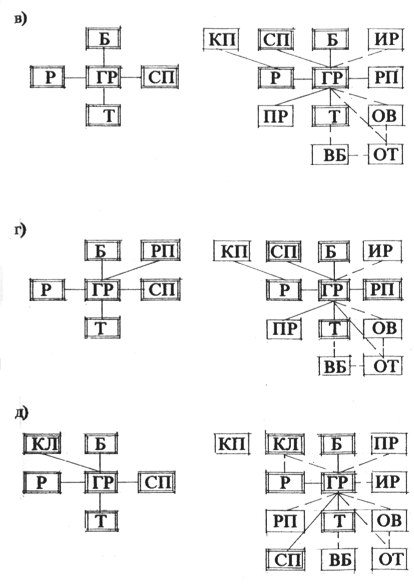 в)
Б КП СП Б ИР
Р ГР СП Р ГР РП
Т ПР Т ОВ
ВБ ОТ
г)
Б РП КП СП Б ИР
Р ГР СП Р ГР РП
Т ПР Т ОВ
ВБ ОТ
д)
КЛ Б КП КЛ Б ПР
Р ГР СП Р ГР ИР
Т РП Т ОВ
СП ВБ ОТ